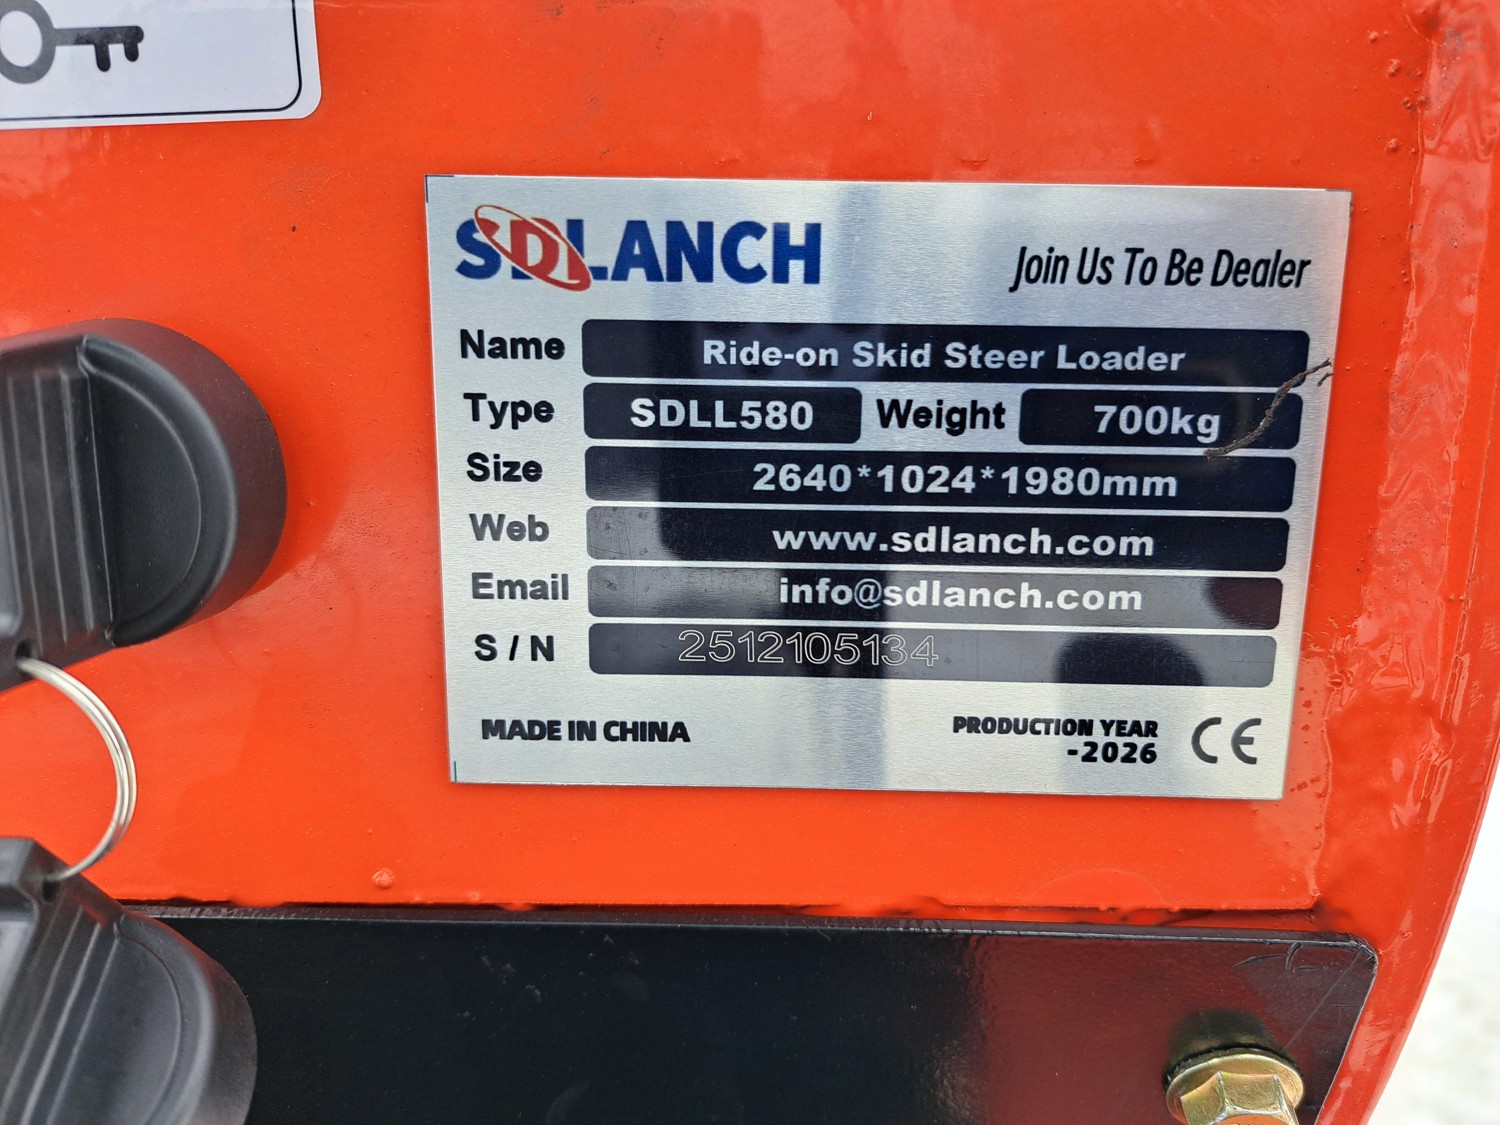 SDLANCH
Join Us To Be Dealer
Name Ride-on Skid Steer Loader
Type SDLL580 Weight 700kg
Size 2640*1024*1980mm
Web www.sdlanch.com
Email info@sdlanch.com
S / N 2512105134
MADE IN CHINA
PRODUCTION YEAR
-2026
CE